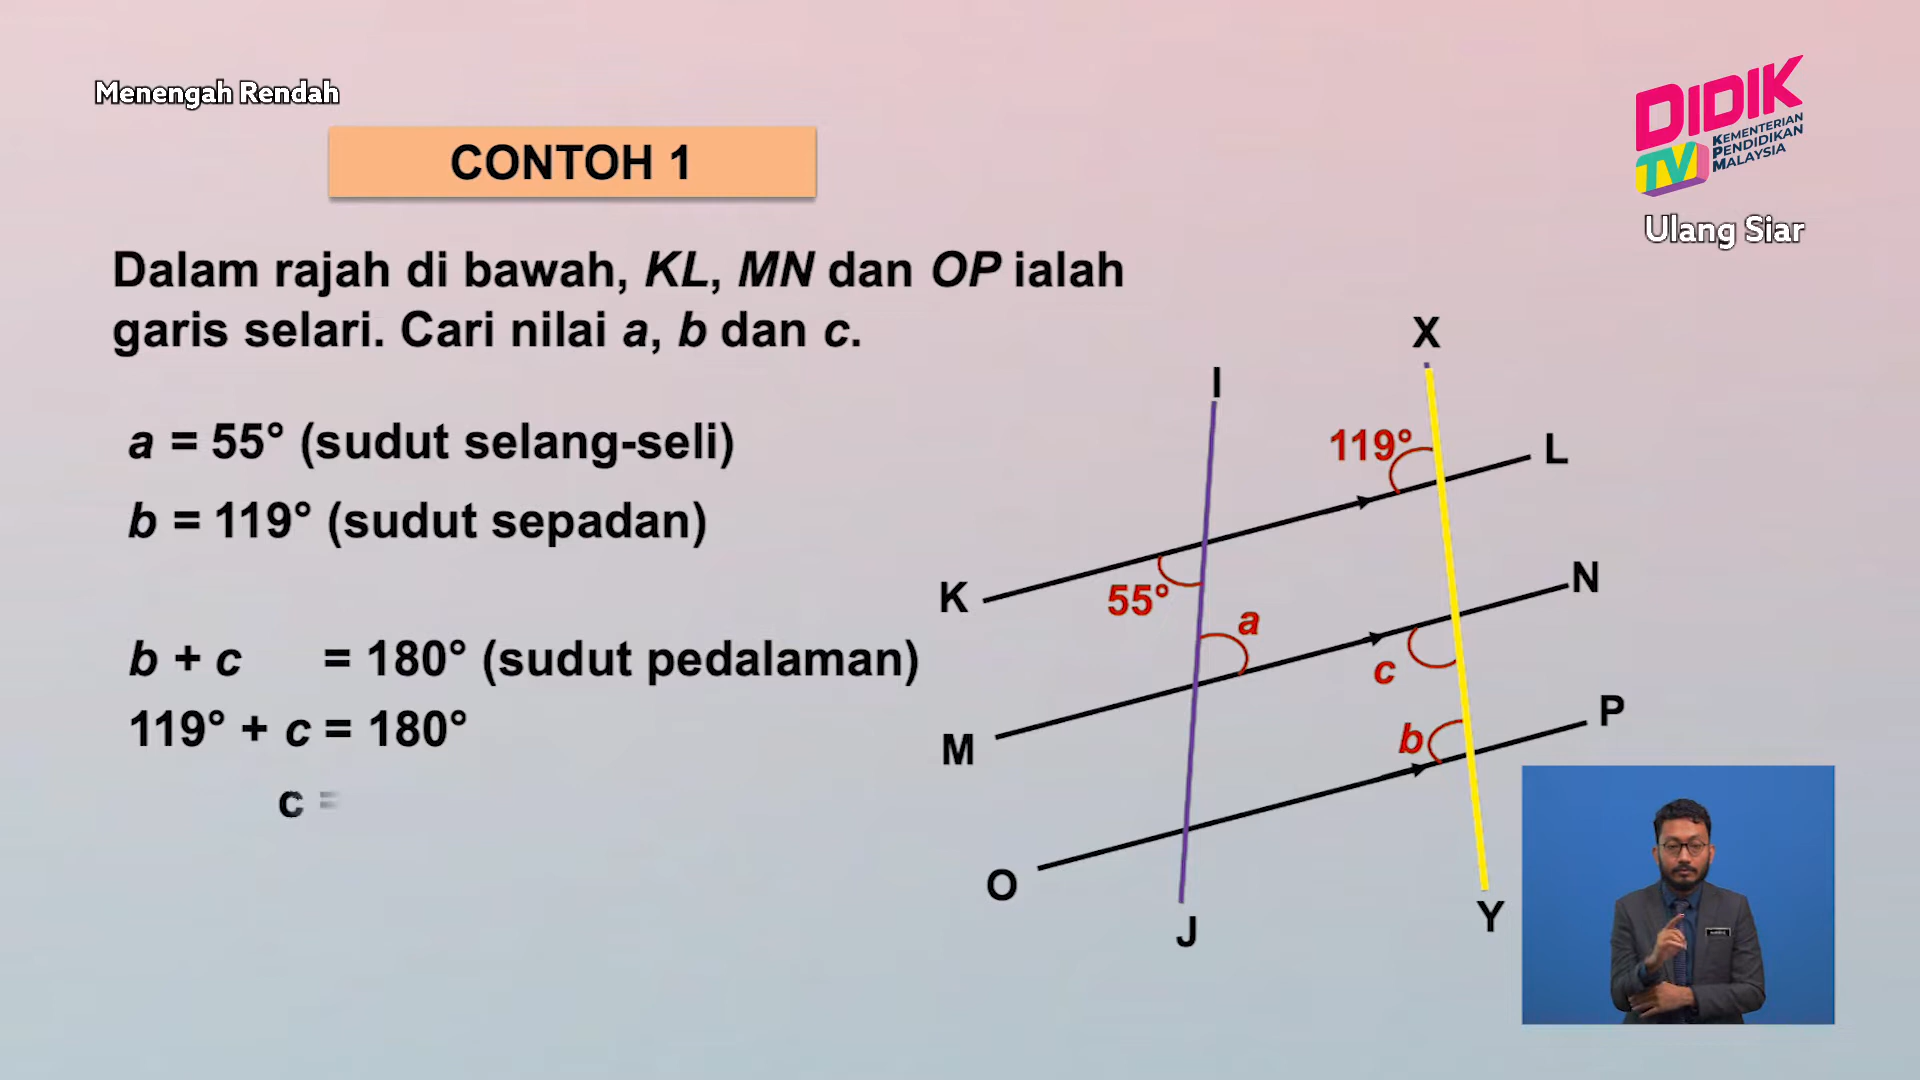 Menengah Rendah
DIDIK
TV
KEMENTERIAN
PENDIDIKAN
MALAYSIA
Ulang Siar
CONTOH 1
Dalam rajah di bawah, KL, MN dan OP ialah
garis selari. Cari nilai a, b dan c.
a = 55° (sudut selang-seli)
b = 119° (sudut sepadan)
b + c = 180° (sudut pedalaman)
119° + c = 180°
c =
X
I
119°
L
K
55°
a
N
c
M
b
P
O
J
Y